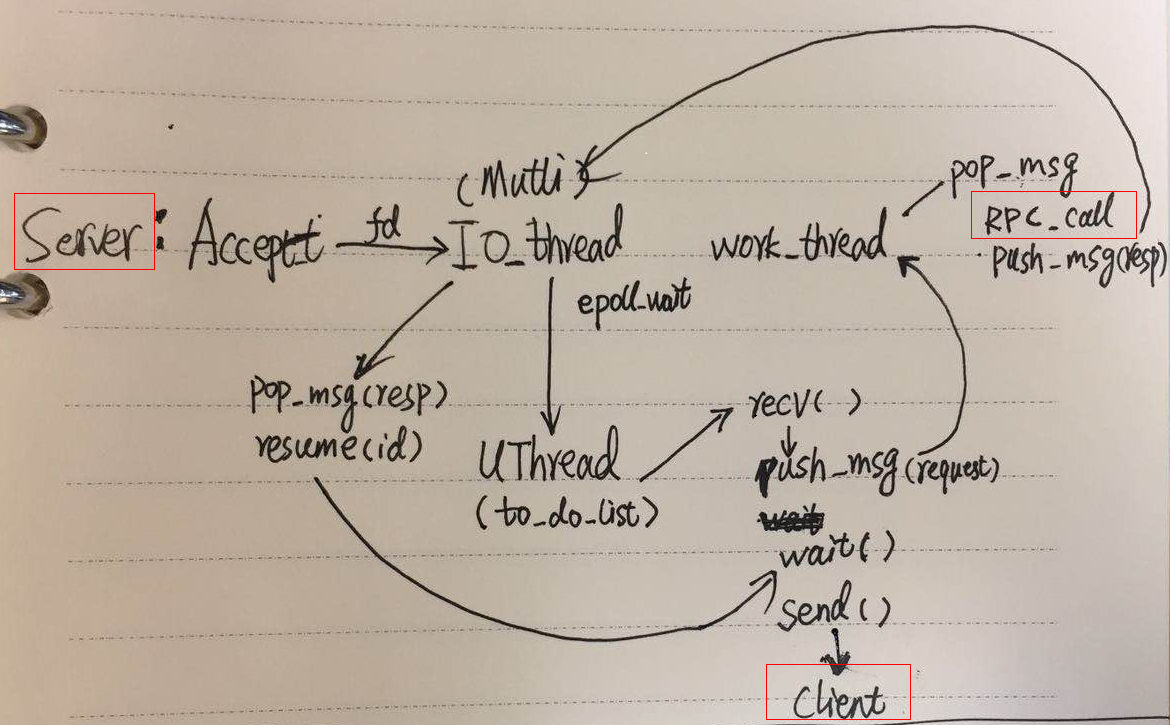 (Mutli)
pop_msg
RPC_call
push_msg(resp)
Server: Accept
fd
IO_thread
work_thread
epoll_wait
pop_msg(resp)
resume(id)
UThread
(to_do_list)
recv( )
push_msg(request)
wait( )
send( )
Client